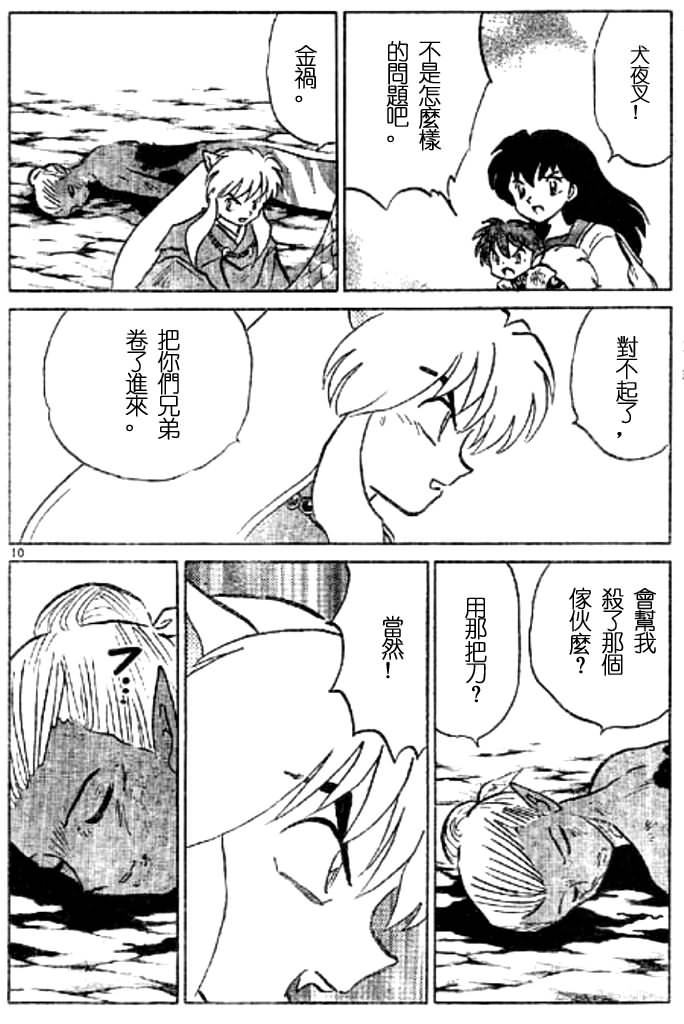 犬夜叉！
不是怎麼樣
的問題吧。
金禍。
對不起了，
把你們兄弟
卷了進來。
10
會幫我
殺了那個
傢伙麼？
用那把刀？
當然！
フ…